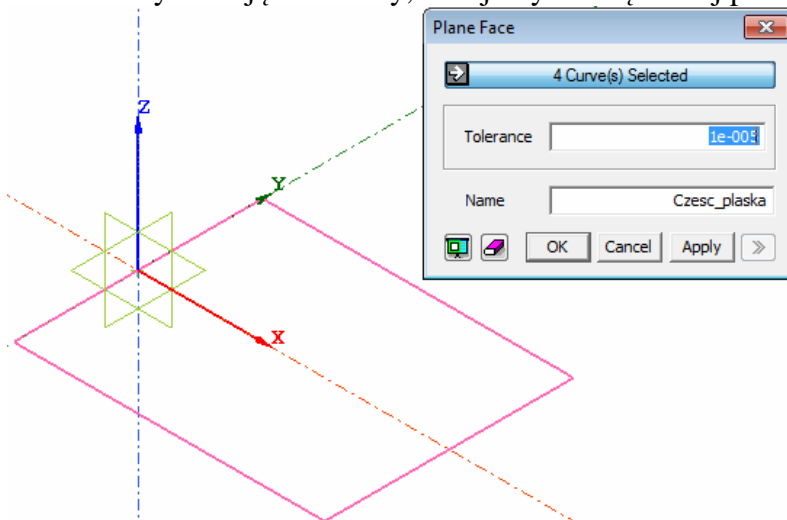 Plane Face
4 Curve(s) Selected
Tolerance 1e-005
Name Czesc_plaska
OK Cancel Apply
Z
Y
X